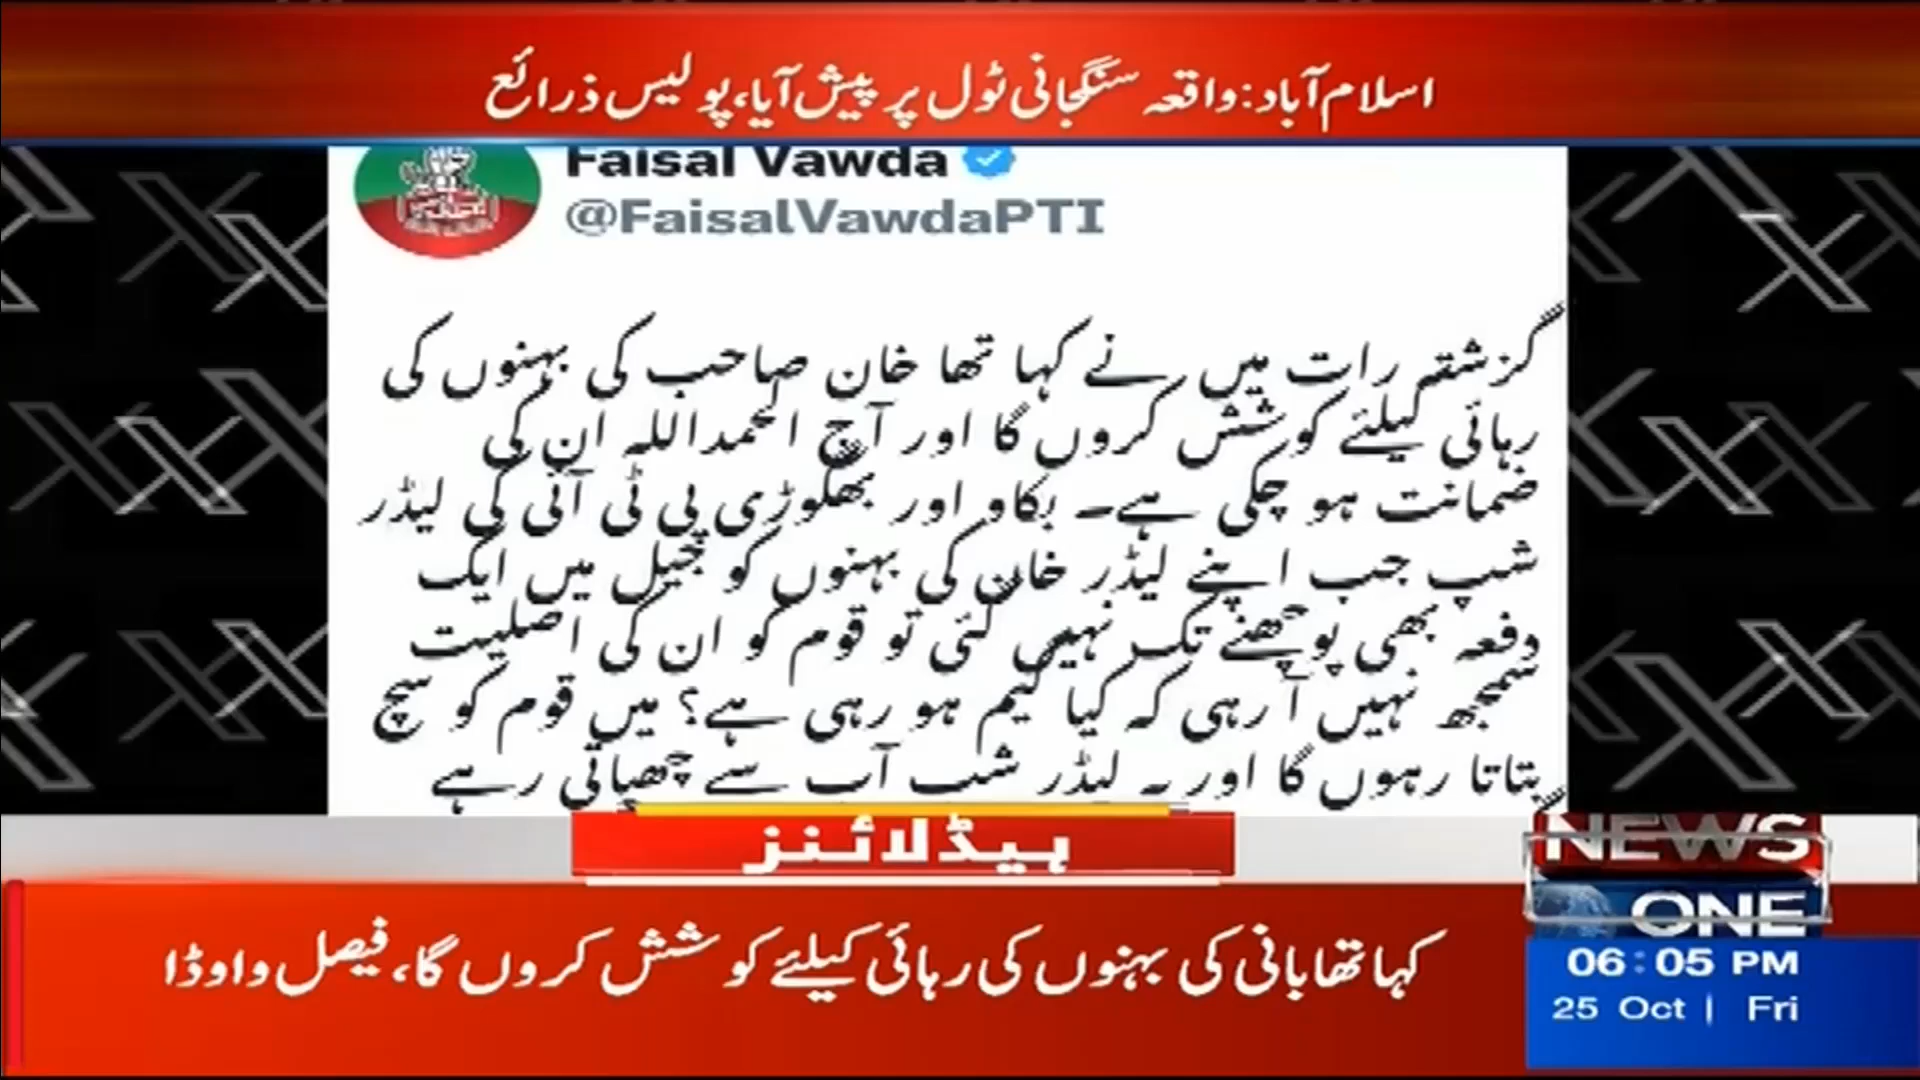 اسلام آباد: واقعہ سنگجانی ٹول پر پیش آیا، پولیس ذرائع
Faisal Vawda
@FaisalVawdaPTI
گزشتہ رات میں نے کہا تھا خان صاحب کی بہنوں کی
رہائی کیلئے کوشش کروں گا اور آج الحمداللہ ان کی
ضمانت ہو چکی ہے۔ بکاو اور بھگوڑی پی ٹی آئی کی لیڈر
شپ جب اپنے لیڈر خان کی بہنوں کو جیل میں ایک
دفعہ بھی پوچھنے تک نہیں گئی تو قوم کو ان کی اصلیت
سمجھ نہیں آ رہی کہ کیا گیم ہو رہی ہے؟ میں قوم کو سچ
بتاتا رہوں گا اور یہ لیڈر شپ آپ سے چھپاتی رہے
ہیڈلائنز
NEWS
ONE
کہا تھا بانی کی بہنوں کی رہائی کیلئے کوشش کروں گا، فیصل واوڈا
06:05 PM
25 Oct | Fri